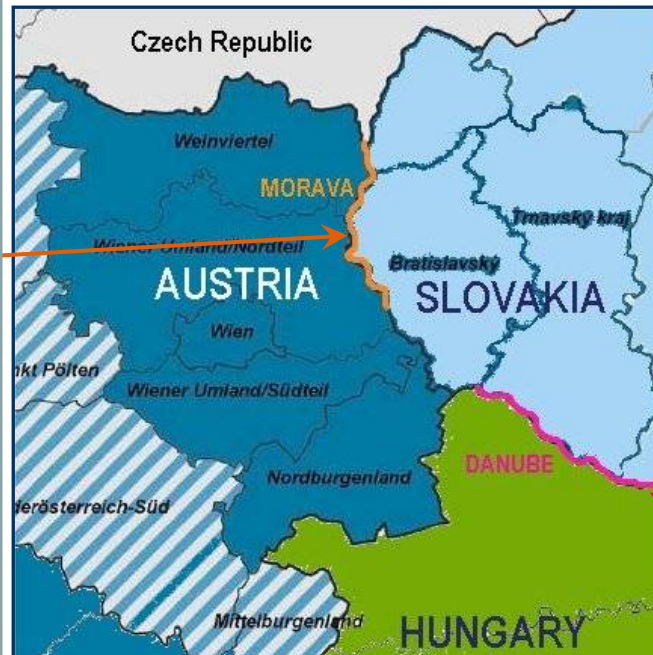 Czech Republic
Weinviertel
MORAVA
Trnavský kraj
Wiener Umland/Nordteil
Bratislavský
AUSTRIA
SLOVAKIA
Wien
nkt Pölten
Wiener Umland/Südteil
DANUBE
Nordburgenland
derösterreich-Süd
Mittelburgenland
HUNGARY